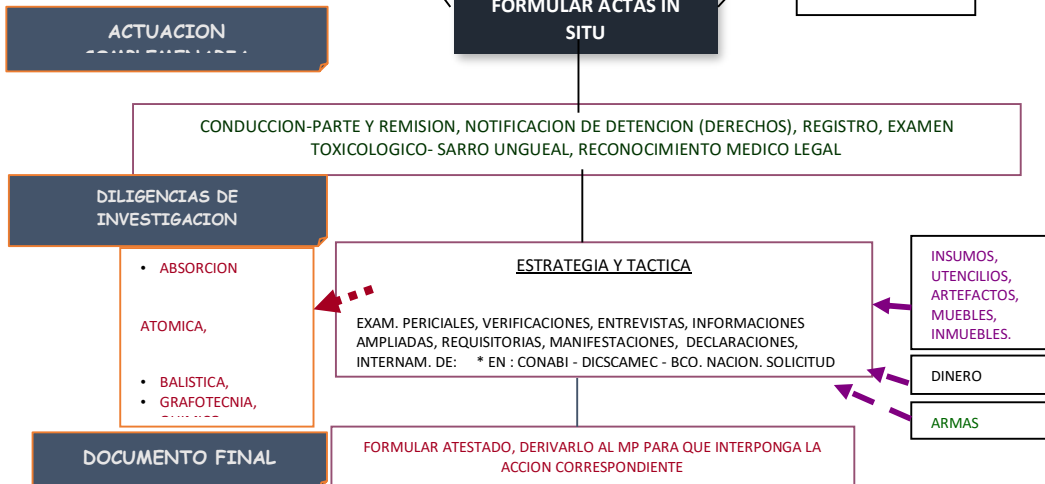 FORMULAR ACTAS IN
SITU
ACTUACION
CONDUCCION-PARTE Y REMISION, NOTIFICACION DE DETENCION (DERECHOS), REGISTRO, EXAMEN
TOXICOLOGICO- SARRO UNGUEAL, RECONOCIMIENTO MEDICO LEGAL
DILIGENCIAS DE
INVESTIGACION
• ABSORCION
ATOMICA,
• BALISTICA,
• GRAFOTECNIA,
ESTRATEGIA Y TACTICA
EXAM. PERICIALES, VERIFICACIONES, ENTREVISTAS, INFORMACIONES
AMPLIADAS, REQUISITORIAS, MANIFESTACIONES, DECLARACIONES,
INTERNAM. DE: * EN : CONABI - DICSCAMEC - BCO. NACION. SOLICITUD
INSUMOS,
UTENCILIOS,
ARTEFACTOS,
MUEBLES,
INMUEBLES.
DINERO
ARMAS
DOCUMENTO FINAL
FORMULAR ATESTADO, DERIVARLO AL MP PARA QUE INTERPONGA LA
ACCION CORRESPONDIENTE